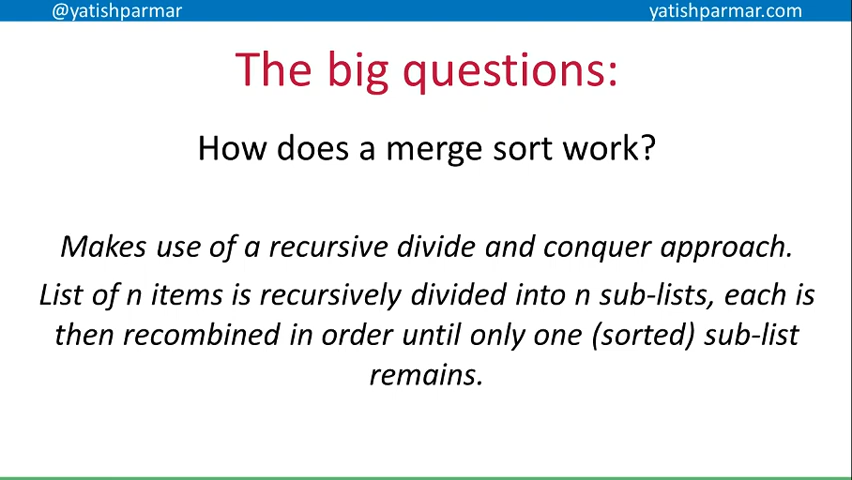 @yatishparmar
yatishparmar.com
The big questions:
How does a merge sort work?
Makes use of a recursive divide and conquer approach.
List of n items is recursively divided into n sub-lists, each is
then recombined in order until only one (sorted) sub-list
remains.